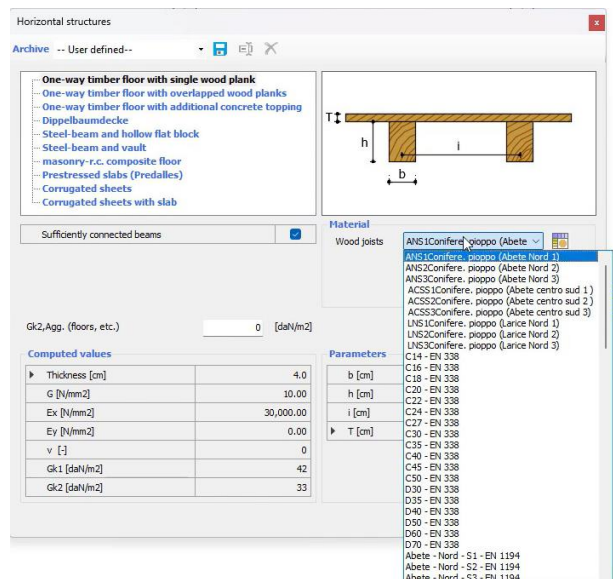 Horizontal structures
x
Archive -- User defined--
One-way timber floor with single wood plank
One-way timber floor with overlapped wood planks
One-way timber floor with additional concrete topping
Dippelbaumdecke
Steel-beam and hollow flat block
Steel-beam and vault
masonry-r.c. composite floor
Prestressed slabs (Predalles)
Corrugated sheets
Corrugated sheets with slab
T
h
i
b
Sufficiently connected beams
Material
Wood joists ANS1Conifere. pioppo (Abete
ANS1Conifere. pioppo (Abete Nord 1)
ANS2Conifere. pioppo (Abete Nord 2)
ANS3Conifere. pioppo (Abete Nord 3)
ACSS1Conifere. pioppo (Abete centro sud 1 )
ACSS2Conifere. pioppo (Abete centro sud 2 )
ACSS3Conifere. pioppo (Abete centro sud 3)
LNS1Conifere. pioppo (Larice Nord 1)
LNS2Conifere. pioppo (Larice Nord 2)
LNS3Conifere. pioppo (Larice Nord 3)
C14 - EN 338
C16 - EN 338
C18 - EN 338
C20 - EN 338
C22 - EN 338
C24 - EN 338
C27 - EN 338
C30 - EN 338
C35 - EN 338
C40 - EN 338
C45 - EN 338
C50 - EN 338
D30 - EN 338
D35 - EN 338
D40 - EN 338
D50 - EN 338
D60 - EN 338
D70 - EN 338
Abete - Nord - S1 - EN 1194
Abete - Nord - S2 - EN 1194
Abete - Nord - S3 - EN 1194
Gk2,Agg. (floors, etc.) 0 [daN/m2]
Computed values
Thickness [cm] 4.0
G [N/mm2] 10.00
Ex [N/mm2] 30,000.00
Ey [N/mm2] 0.00
v [-] 0
Gk1 [daN/m2] 42
Gk2 [daN/m2] 33
Parameters
b [cm]
h [cm]
i [cm]
T [cm]